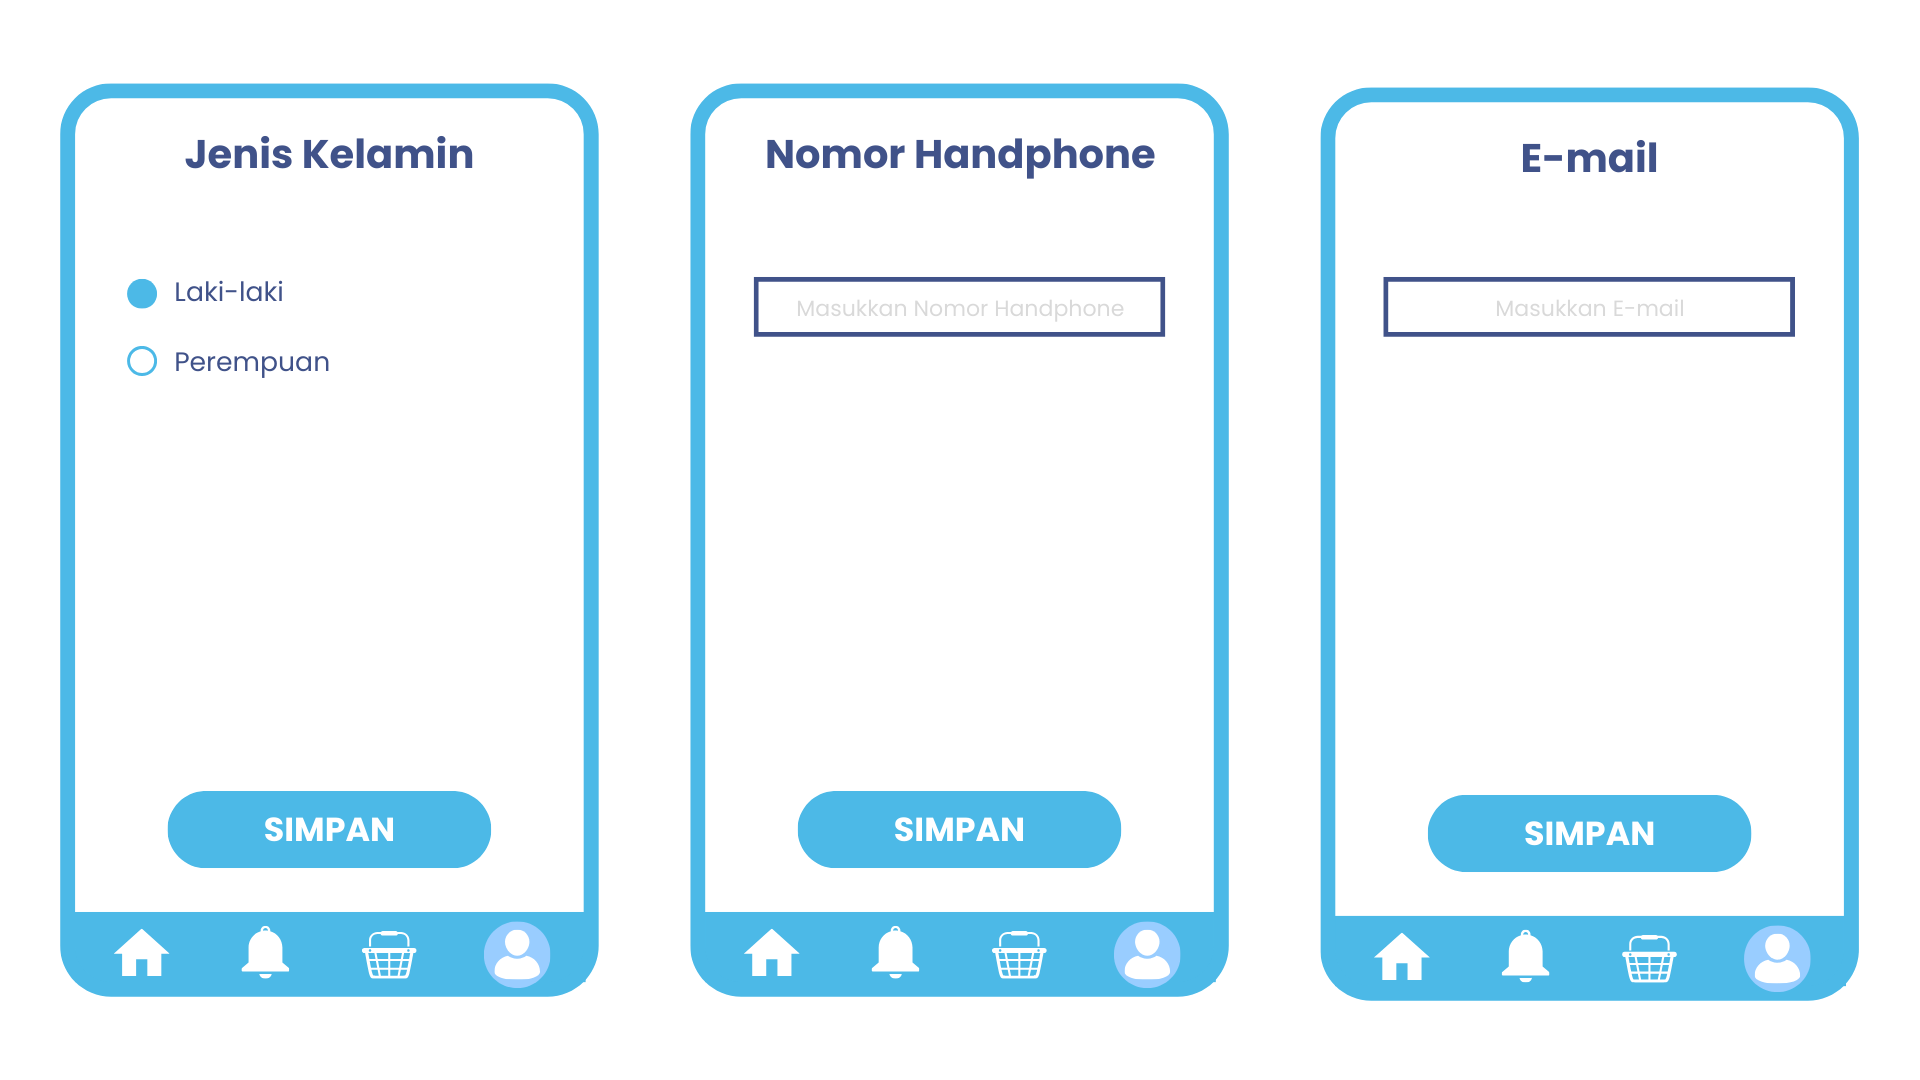 Jenis Kelamin
Laki-laki
Perempuan
SIMPAN
Nomor Handphone
Masukkan Nomor Handphone
SIMPAN
E-mail
Masukkan E-mail
SIMPAN